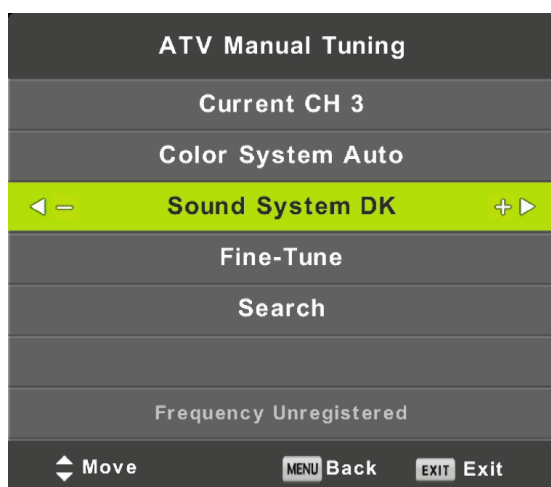 ATV Manual Tuning
Current CH 3
Color System Auto
Sound System DK
Fine-Tune
Search
Frequency Unregistered
Move MENU Back EXIT Exit